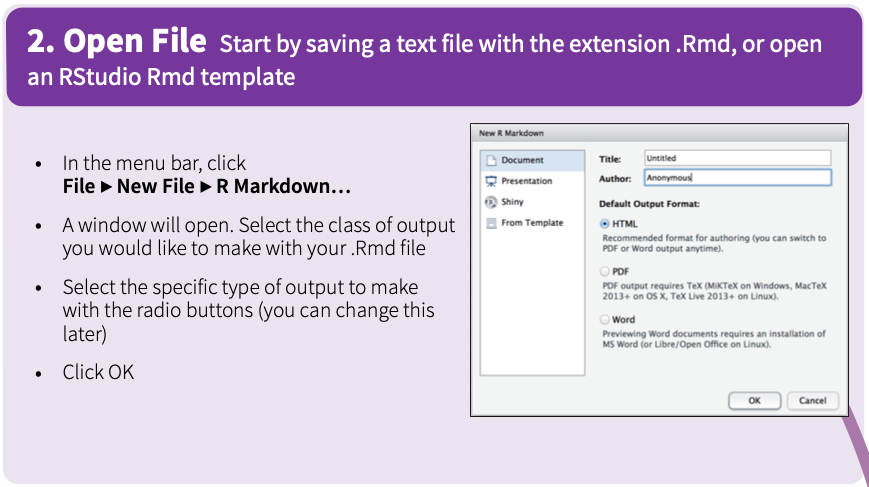 2. Open File Start by saving a text file with the extension .Rmd, or open
an RStudio Rmd template
• In the menu bar, click
File ▸ New File ▸ R Markdown…
• A window will open. Select the class of output
you would like to make with your .Rmd file
• Select the specific type of output to make
with the radio buttons (you can change this
later)
• Click OK
New R Markdown
Document
Presentation
Shiny
From Template
Title: Untitled
Author: Anonymous
Default Output Format:
HTML
Recommended format for authoring (you can switch to
PDF or Word output anytime).
PDF
PDF output requires TeX (MiKTeX on Windows, MacTeX
2013+ on OS X, TeX Live 2013+ on Linux).
Word
Previewing Word documents requires an installation of
MS Word (or Libre/Open Office on Linux).
OK Cancel